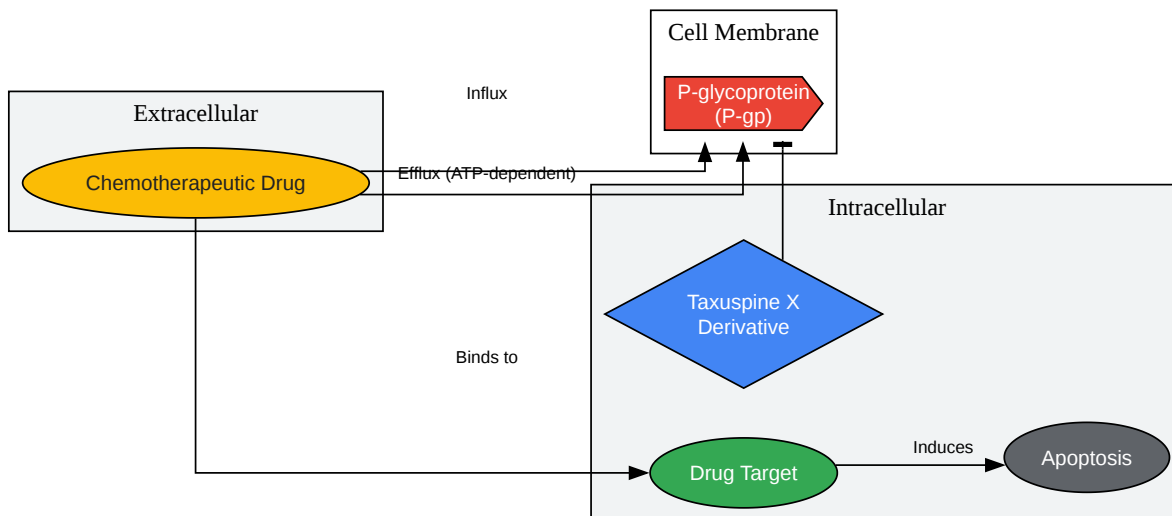 Cell Membrane
P-glycoprotein
(P-gp)
Influx
Extracellular
Chemotherapeutic Drug
Efflux (ATP-dependent)
Intracellular
Taxuspine X
Derivative
Binds to
Drug Target
Induces
Apoptosis